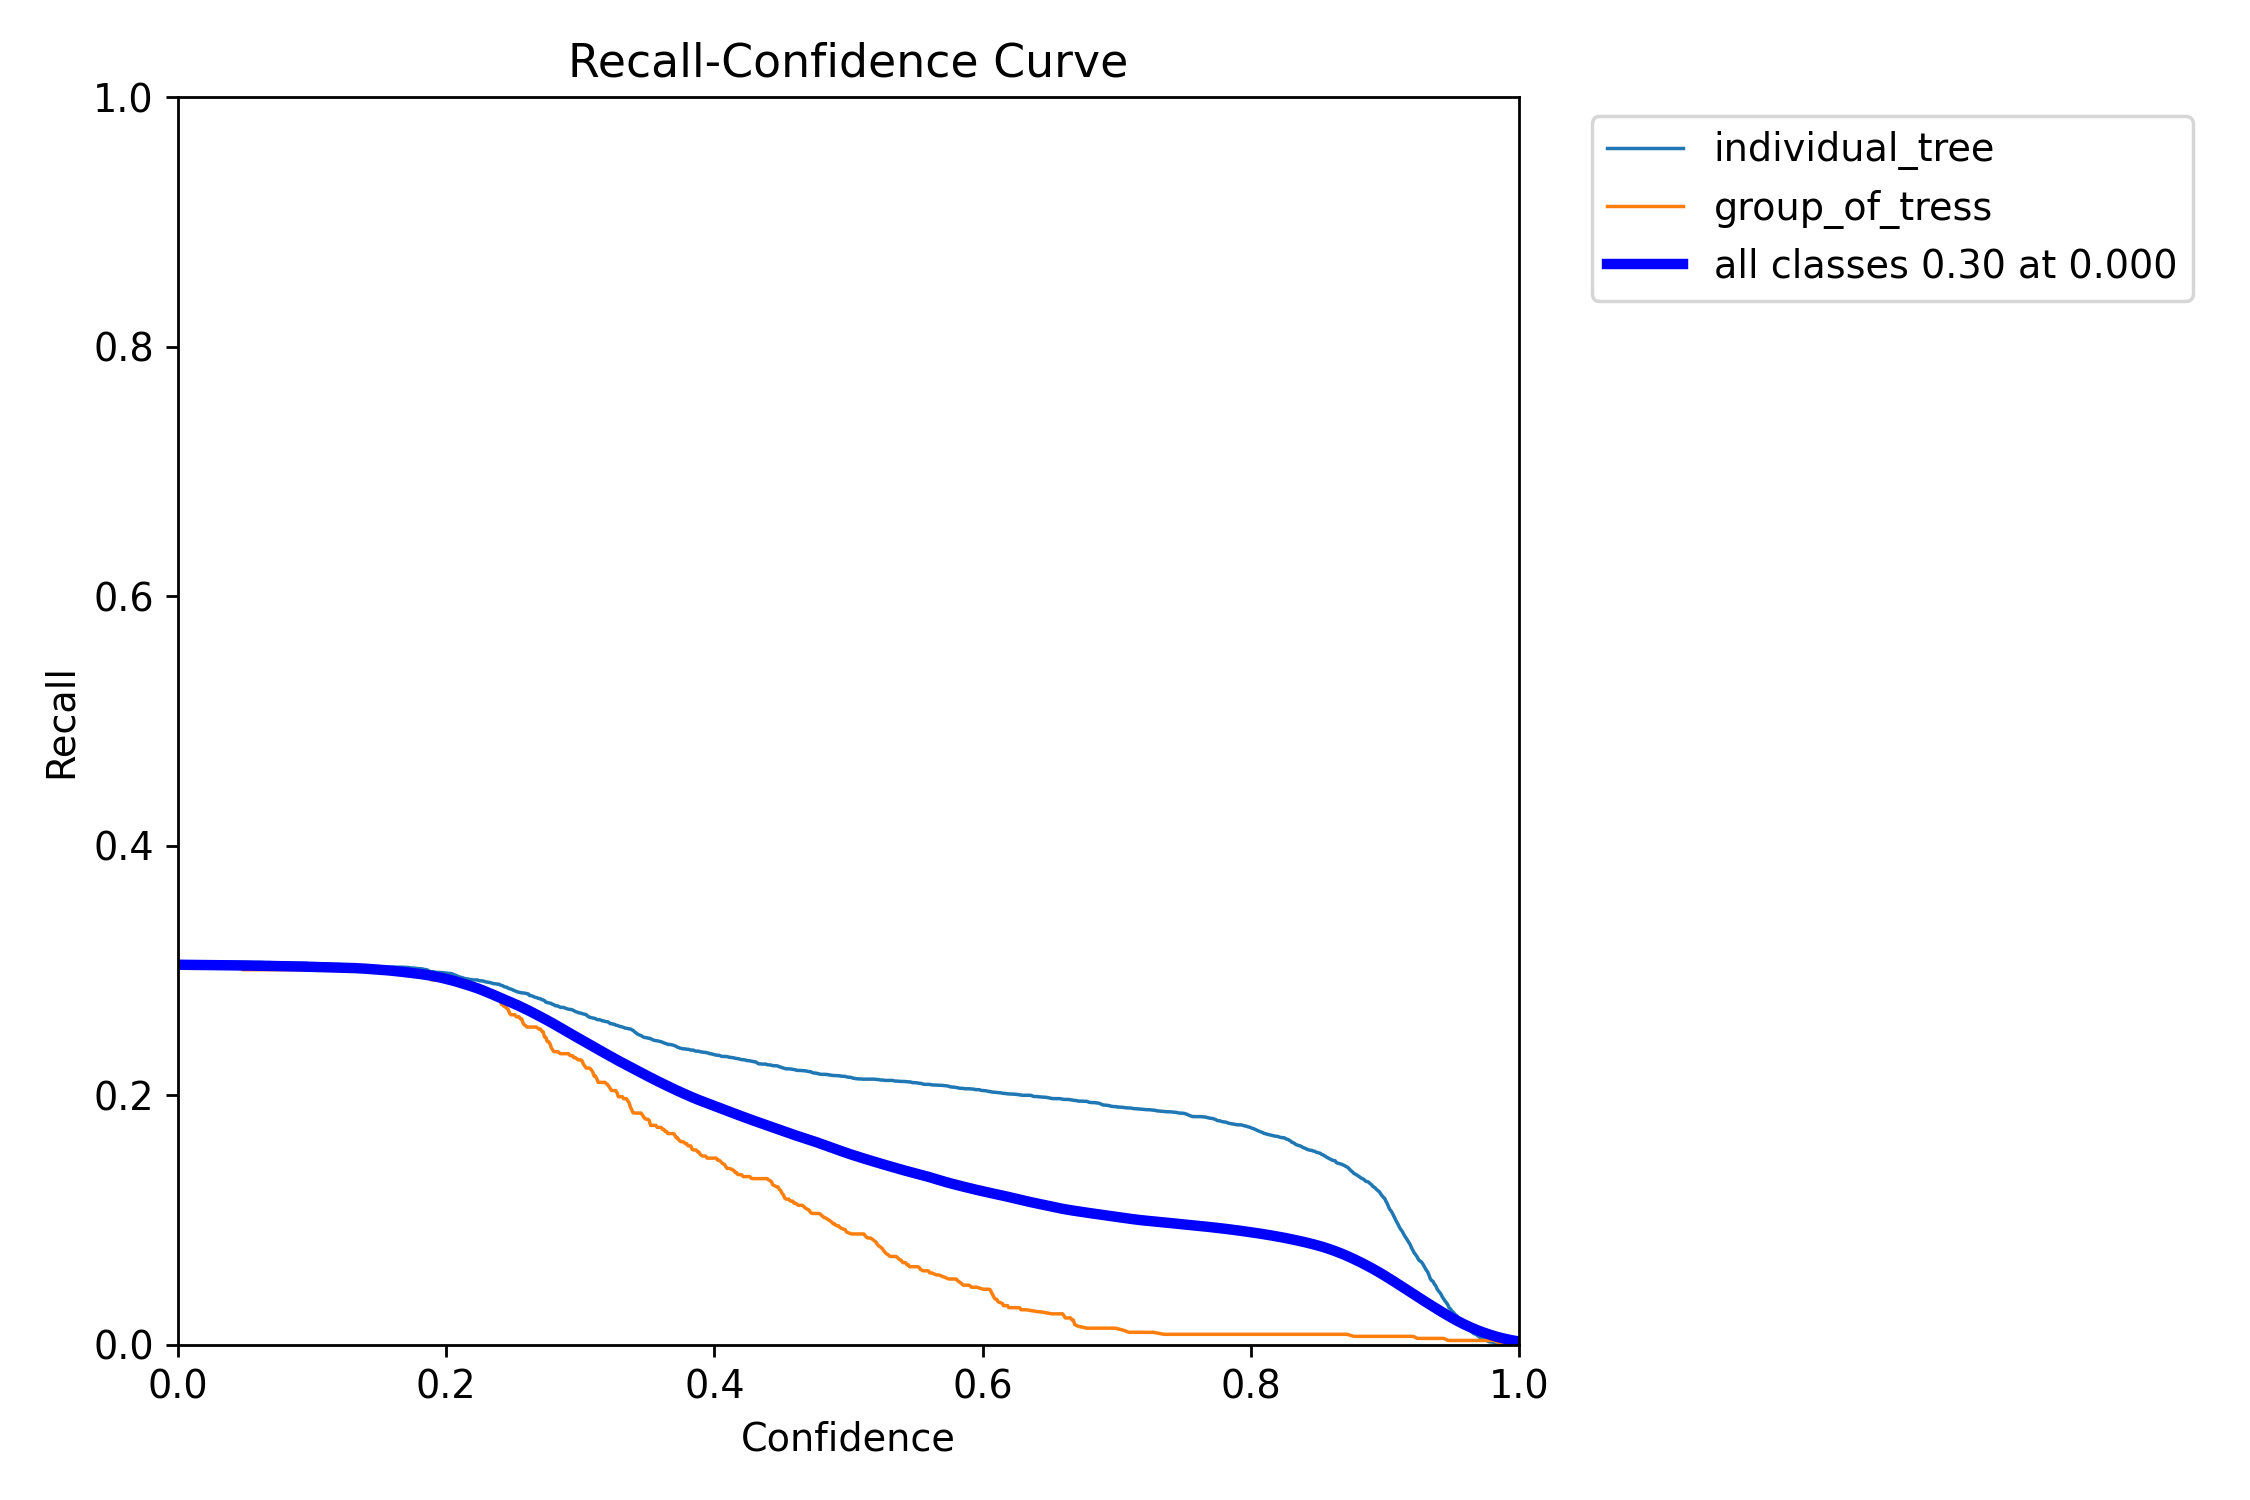 Recall-Confidence Curve
1.0
0.8
0.6
0.4
0.2
0.0
Recall
0.0 0.2 0.4 0.6 0.8 1.0
Confidence
individual_tree
group_of_tress
all classes 0.30 at 0.000